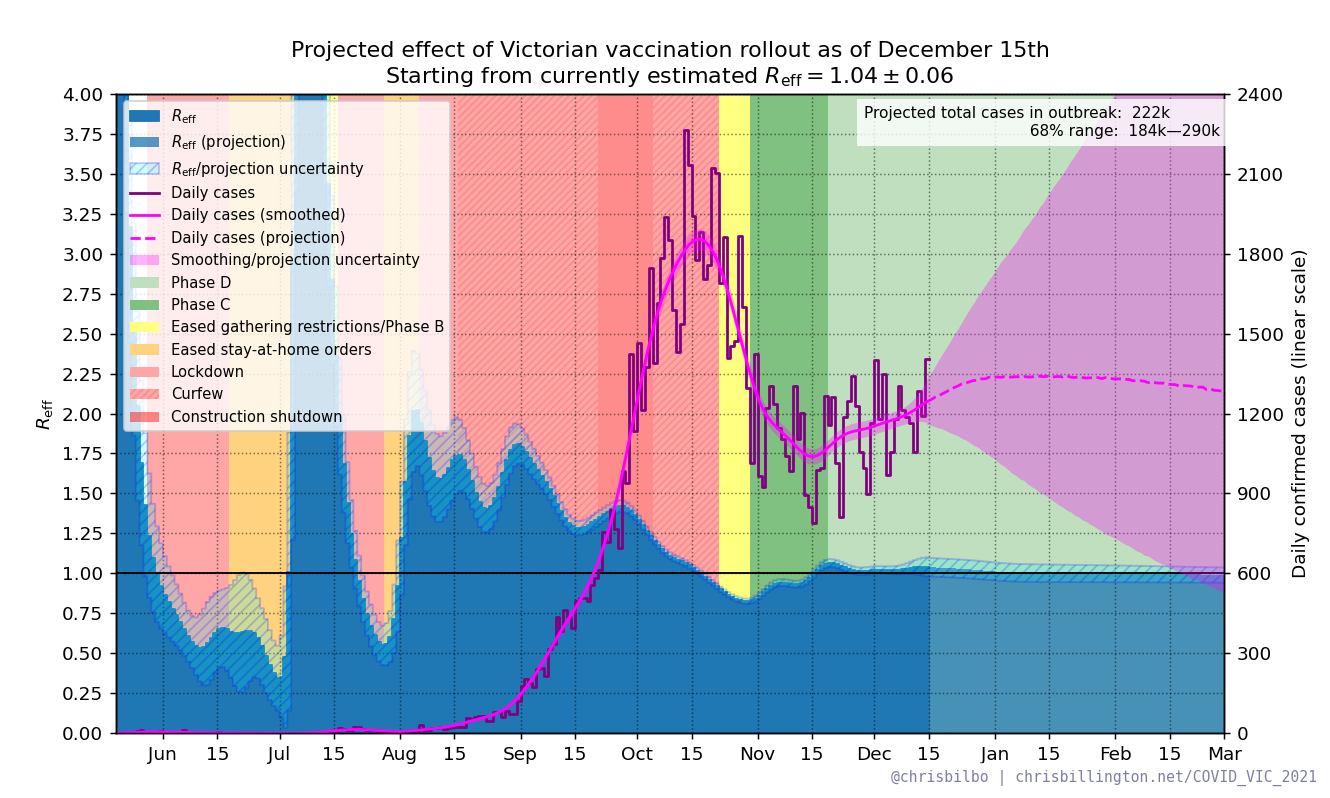 Projected effect of Victorian vaccination rollout as of December 15th
Starting from currently estimated R_eff = 1.04 ± 0.06
Projected total cases in outbreak: 222k
68% range: 184k—290k
R_eff
R_eff (projection)
R_eff/projection uncertainty
Daily cases
Daily cases (smoothed)
Daily cases (projection)
Smoothing/projection uncertainty
Phase D
Phase C
Eased gathering restrictions/Phase B
Eased stay-at-home orders
Lockdown
Curfew
Construction shutdown
R_eff
4.00
3.75
3.50
3.25
3.00
2.75
2.50
2.25
2.00
1.75
1.50
1.25
1.00
0.75
0.50
0.25
0.00
2400
2100
1800
1500
1200
900
600
300
0
Daily confirmed cases (linear scale)
Jun 15 Jul 15 Aug 15 Sep 15 Oct 15 Nov 15 Dec 15 Jan 15 Feb 15 Mar
@chrisbilbo | chrisbillington.net/COVID_VIC_2021